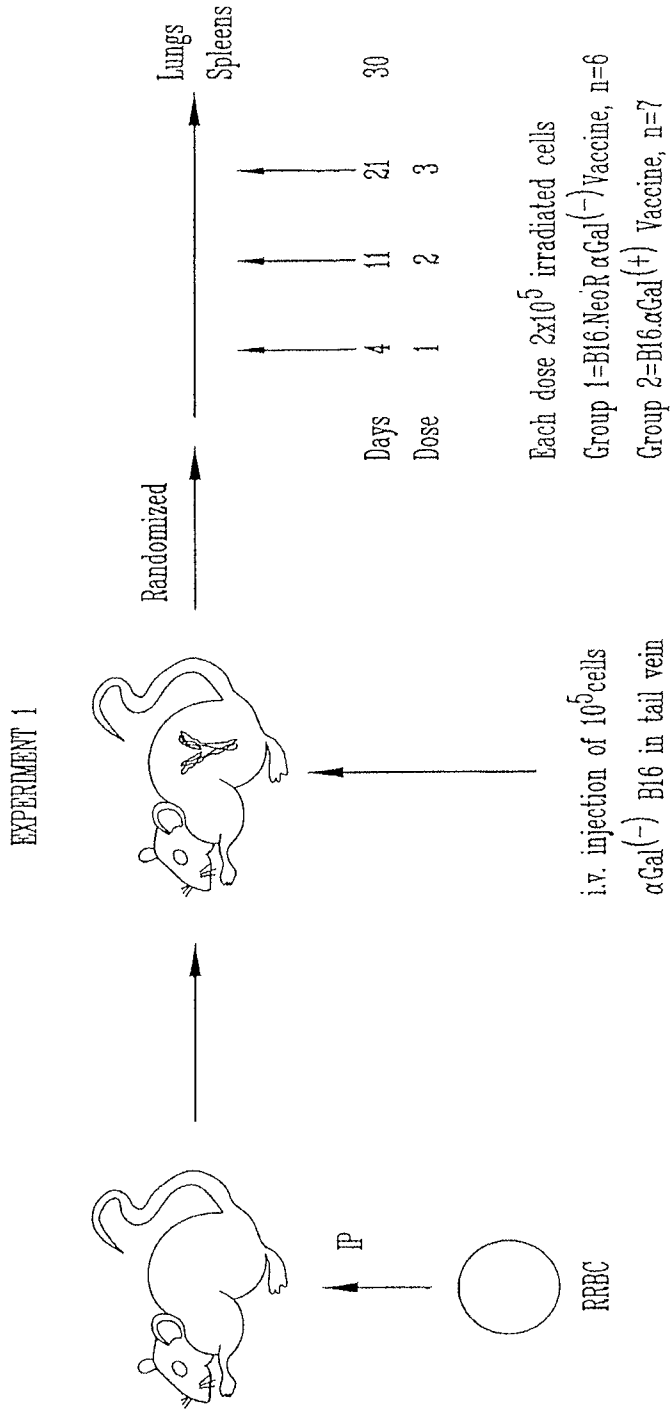 EXPERIMENT 1
IP
RRBC
i.v. injection of 10⁵cells
αGal(-) B16 in tail vein
Randomized
Lungs
Spleens
Days 4 11 21 30
Dose 1 2 3
Each dose 2x10⁵ irradiated cells
Group 1=B16.NeoR αGal(-)Vaccine, n=6
Group 2=B16.αGal(+) Vaccine, n=7